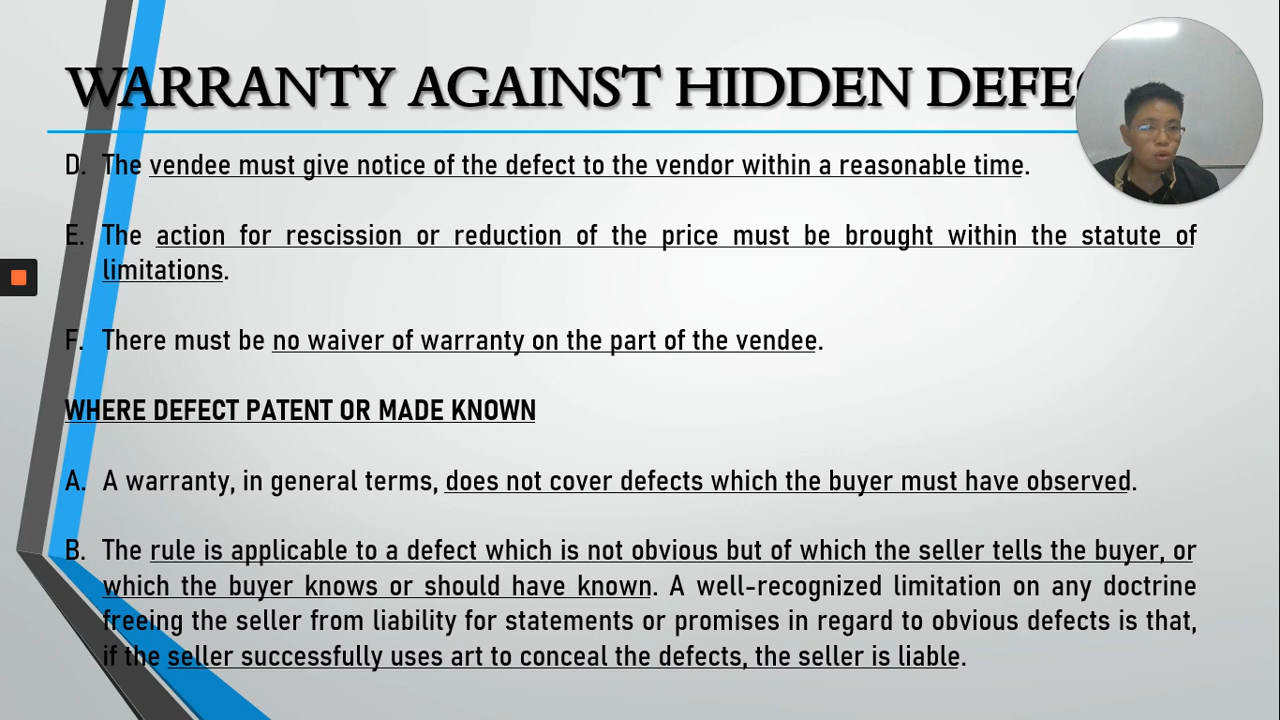 WARRANTY AGAINST HIDDEN
D. The vendee must give notice of the defect to the vendor within a reasonable time.
E. The action for rescission or reduction of the price must be brought within the statute of
limitations.
F. There must be no waiver of warranty on the part of the vendee.
WHERE DEFECT PATENT OR MADE KNOWN
A. A warranty, in general terms, does not cover defects which the buyer must have observed.
B. The rule is applicable to a defect which is not obvious but of which the seller tells the buyer, or
which the buyer knows or should have known. A well-recognized limitation on any doctrine
freeing the seller from liability for statements or promises in regard to obvious defects is that,
if the seller successfully uses art to conceal the defects, the seller is liable.